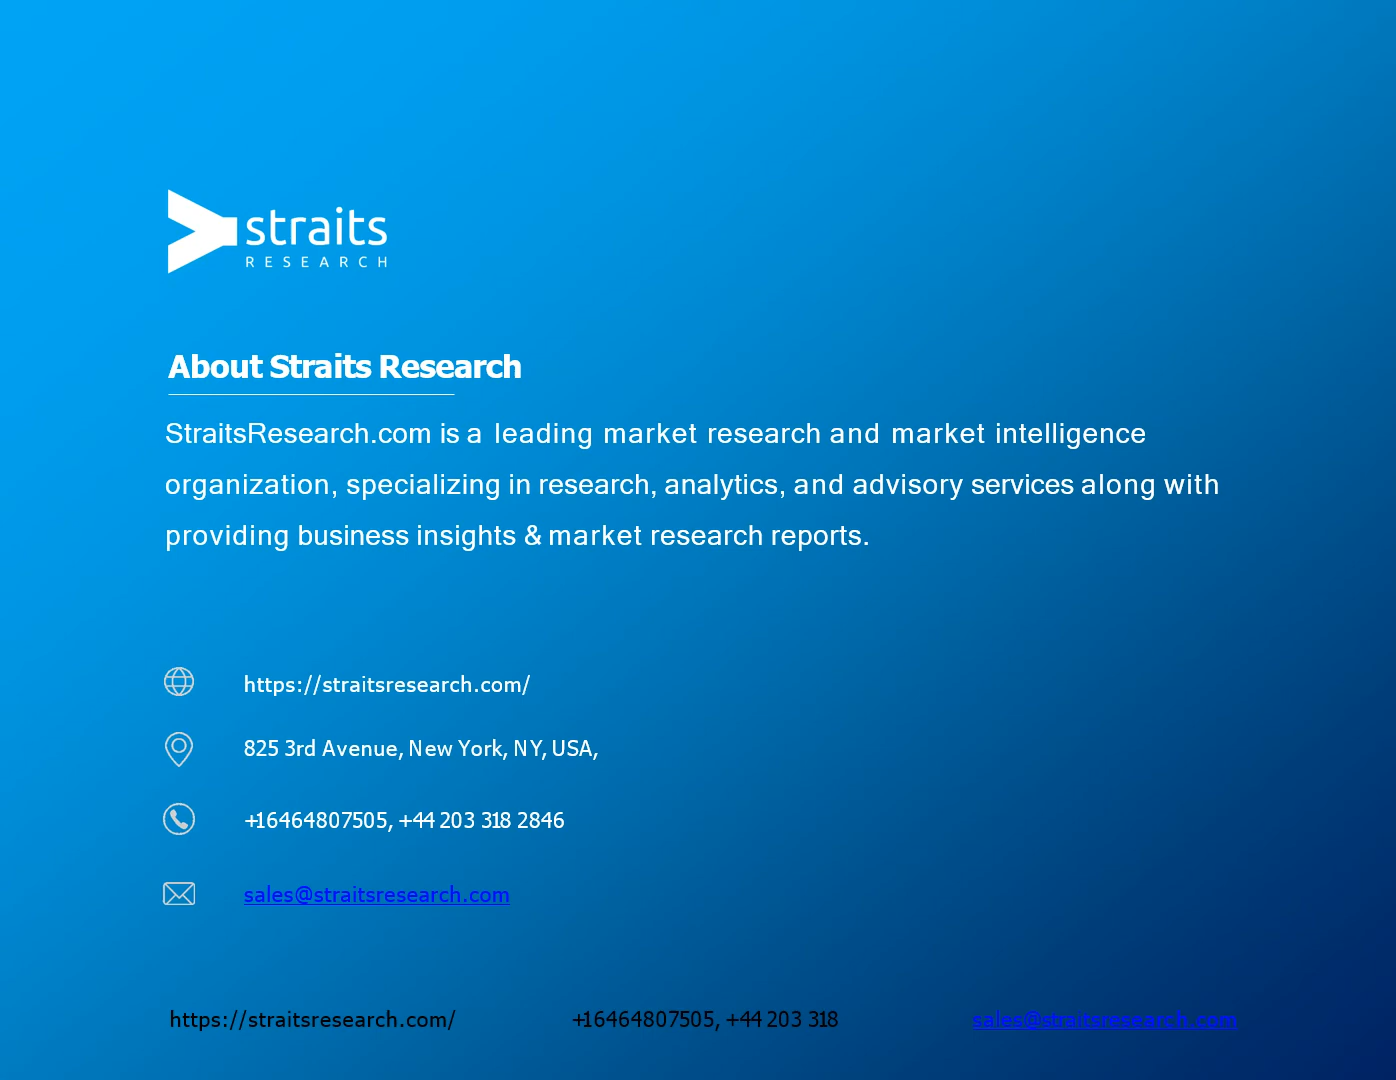 straits
RESEARCH
About Straits Research
StraitsResearch.com is a leading market research and market intelligence
organization, specializing in research, analytics, and advisory services along with
providing business insights & market research reports.
https://straitsresearch.com/
825 3rd Avenue, New York, NY, USA,
+16464807505, +44 203 318 2846
sales@straitsresearch.com
https://straitsresearch.com/ +16464807505, +44 203 318 sales@straitsresearch.com